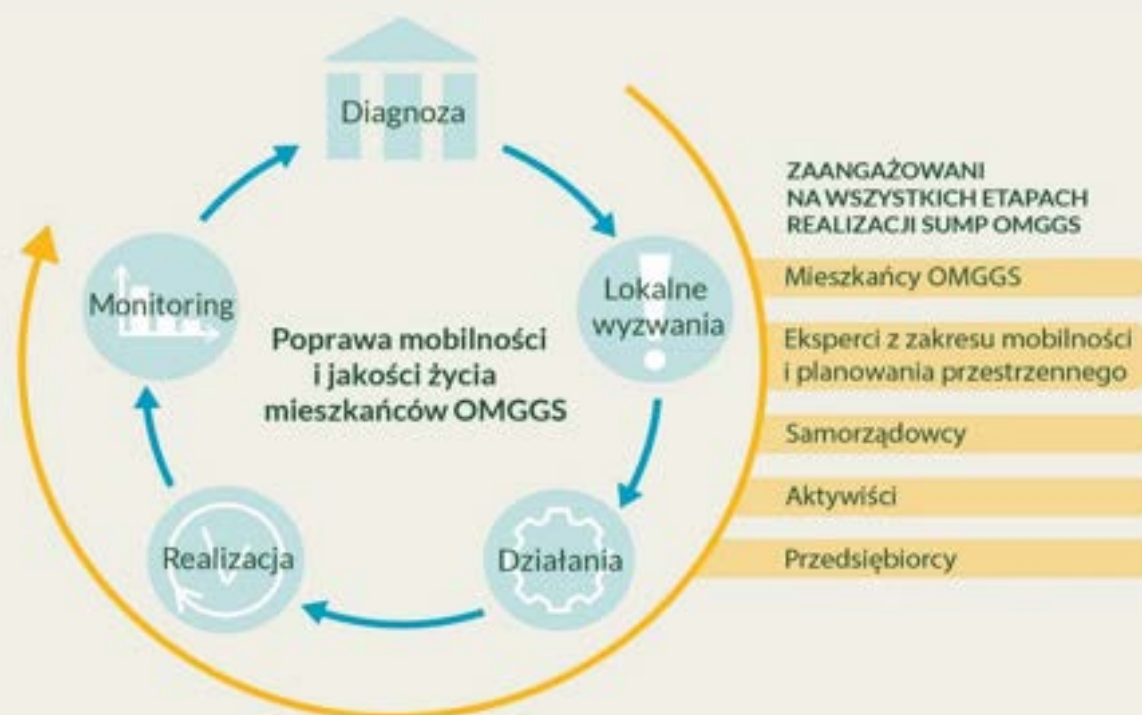 Diagnoza
Lokalne
wyzwania
Działania
Realizacja
Monitoring
Poprawa mobilności
i jakości życia
mieszkańców OMGGS
ZAANGAŻOWANI
NA WSZYSTKICH ETAPACH
REALIZACJI SUMP OMGGS
Mieszkańcy OMGGS
Eksperci z zakresu mobilności
i planowania przestrzennego
Samorządowcy
Aktywiści
Przedsiębiorcy